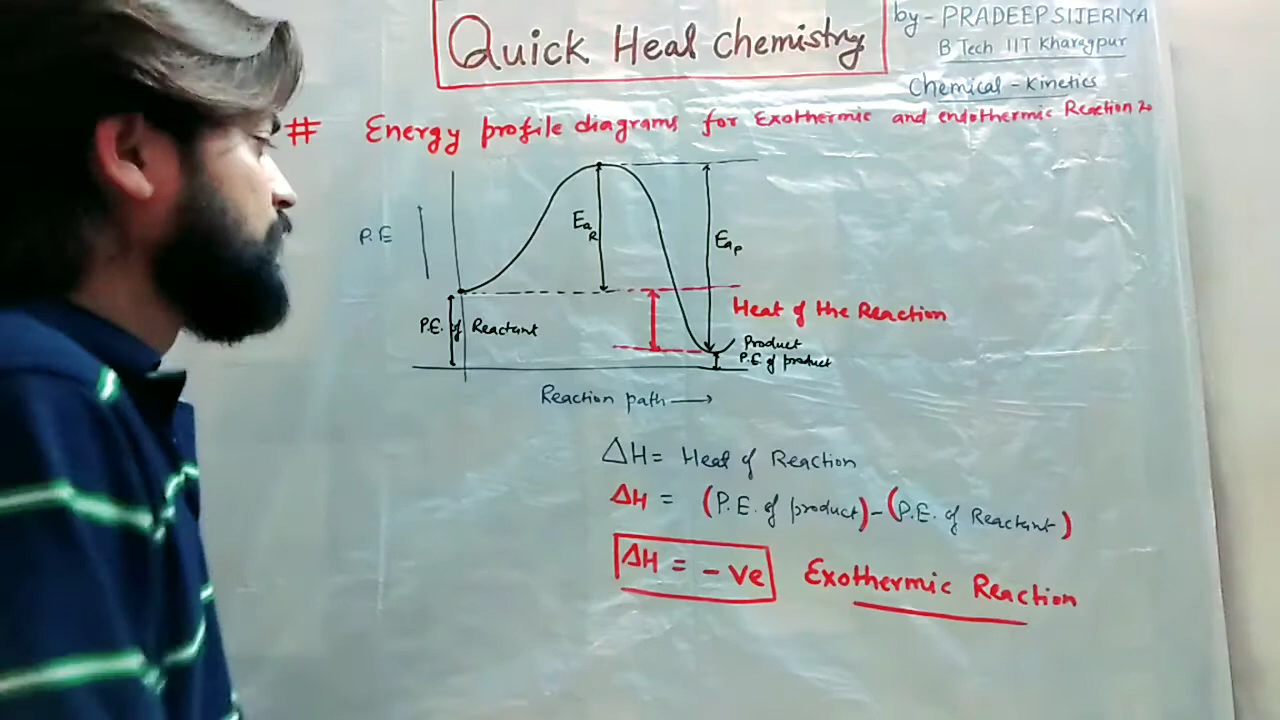 Quick Heal Chemistry
by - PRADEEP SIJERIYA
B Tech IIT Kharagpur
Chemical - Kinetics
# Energy profile diagrams for Exothermic and endothermic Reaction
P.E
EaR
Eap
P.E. of Reactant
Heat of the Reaction
Product
P.E of product
Reaction path →
ΔH = Heat of Reaction
ΔH = (P.E. of product) - (P.E. of Reactant)
ΔH = -ve Exothermic Reaction